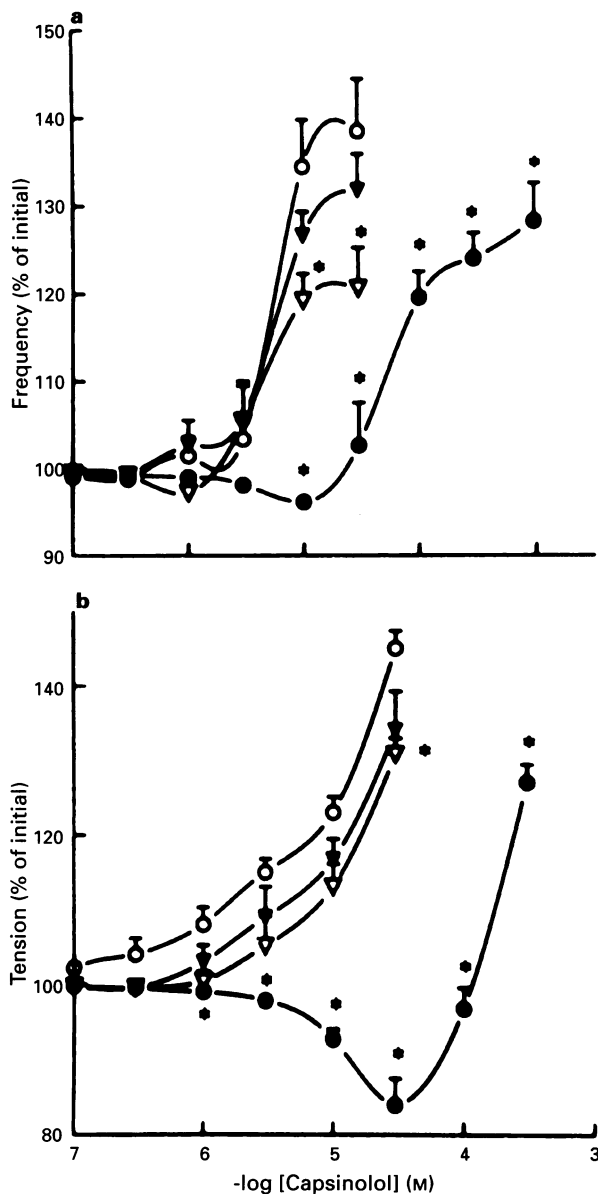 a
150
140
130
120
110
100
90
Frequency (% of initial)
* * * * * * *
b
140
120
100
80
Tension (% of initial)
* * * * * * *
7 6 5 4 3
-log [Capsinolol] (M)